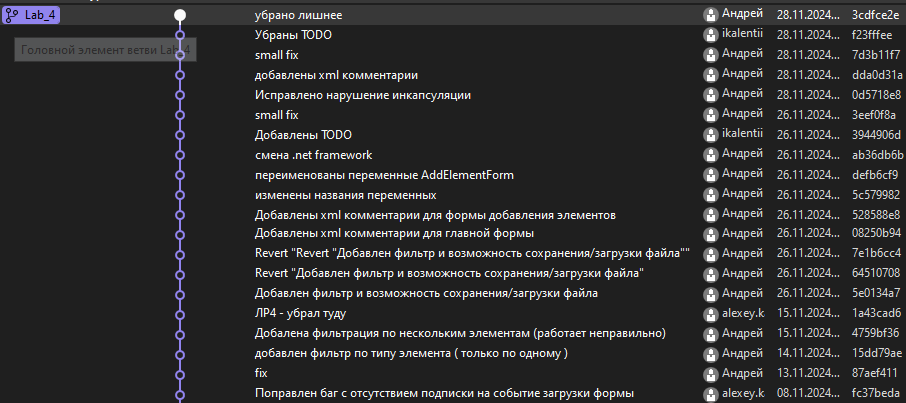 Lab_4 убрано лишнее Андрей 28.11.2024... 3cdfce2e
Убраны TODO ikalentii 28.11.2024... f23fffee
Головной элемент ветви Lab_4
small fix Андрей 28.11.2024... 7d3b11f7
добавлены xml комментарии Андрей 28.11.2024... dda0d31a
Исправлено нарушение инкапсуляции Андрей 28.11.2024... 0d5718e8
small fix Андрей 26.11.2024... 3eef0f8a
Добавлены TODO ikalentii 26.11.2024... 3944906d
смена .net framework Андрей 26.11.2024... ab36db6b
переименованы переменные AddElementForm Андрей 26.11.2024... defb6cf9
изменены названия переменных Андрей 26.11.2024... 5c579982
Добавлены xml комментарии для формы добавления элементов Андрей 26.11.2024... 528588e8
Добавлены xml комментарии для главной формы Андрей 26.11.2024... 08250b94
Revert "Revert "Добавлен фильтр и возможность сохранения/загрузки файла"" Андрей 26.11.2024... 7e1b6cc4
Revert "Добавлен фильтр и возможность сохранения/загрузки файла" Андрей 26.11.2024... 64510708
Добавлен фильтр и возможность сохранения/загрузки файла Андрей 26.11.2024... 5e0134a7
ЛР4 - убрал туду alexey.k 15.11.2024... 1a43cad6
Добалена фильтрация по нескольким элементам (работает неправильно) Андрей 15.11.2024... 4759bf36
добавлен фильтр по типу элемента ( только по одному ) Андрей 14.11.2024... 15dd79ae
fix Андрей 13.11.2024... 87aef411
Поправлен баг с отсутствием подписки на событие загрузки формы alexey.k 08.11.2024... fc37beda